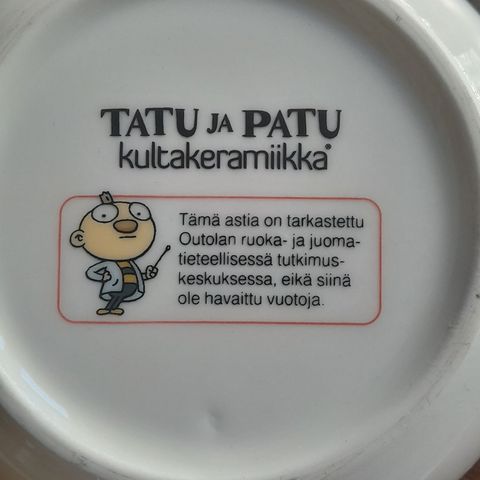 TATU JA PATU
kultakeramiikka®
Tämä astia on tarkastettu
Outolan ruoka- ja juoma-
tieteellisessä tutkimus-
keskuksessa, eikä siinä
ole havaittu vuotoja.